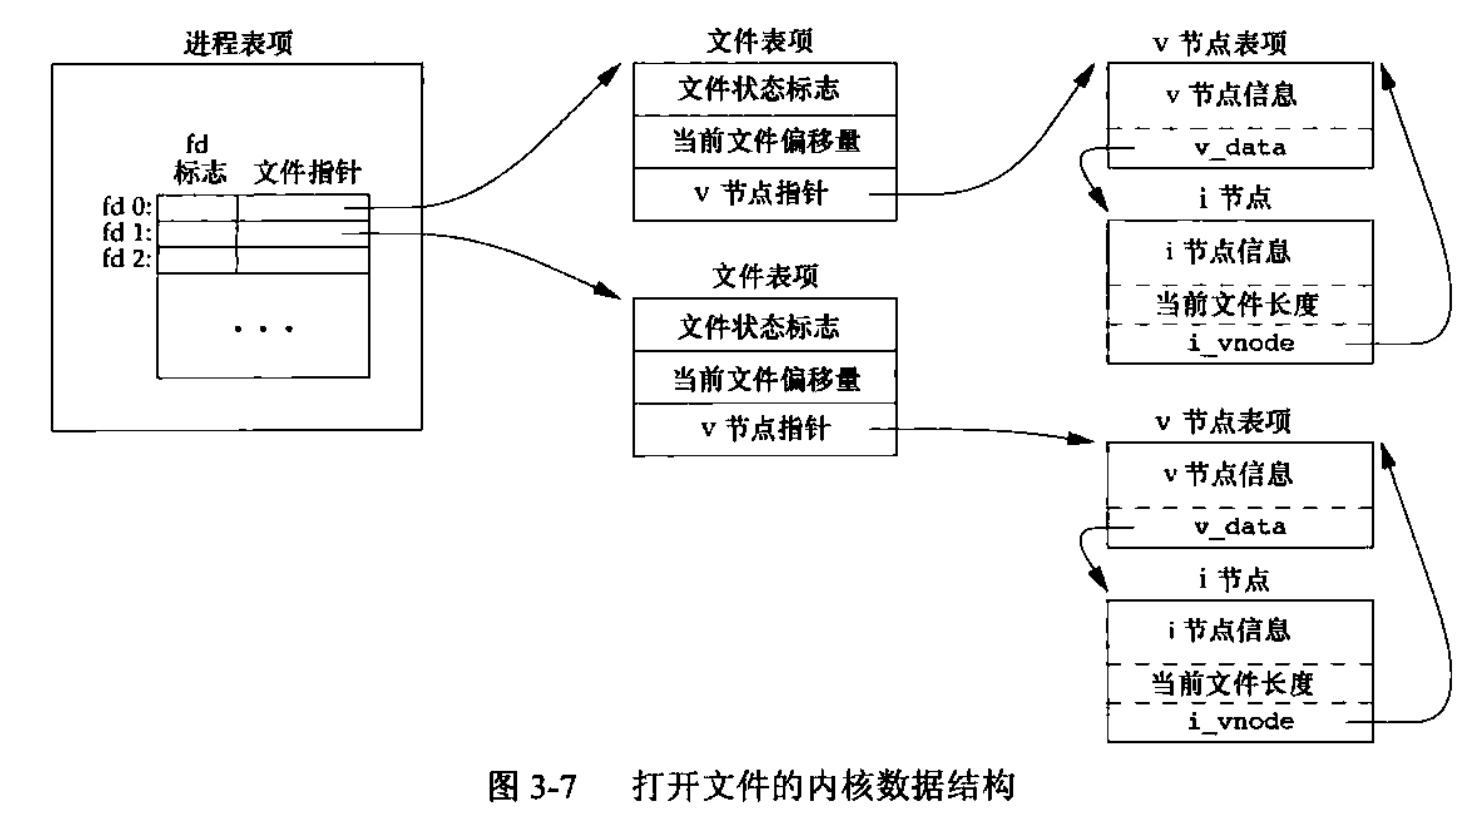 进程表项
fd
标志 文件指针
fd 0:
fd 1:
fd 2:
...
文件表项
文件状态标志
当前文件偏移量
v 节点指针
文件表项
文件状态标志
当前文件偏移量
v 节点指针
v 节点表项
v 节点信息
v_data
i 节点
i 节点信息
当前文件长度
i_vnode
v 节点表项
v 节点信息
v_data
i 节点
i 节点信息
当前文件长度
i_vnode
图 3-7 打开文件的内核数据结构